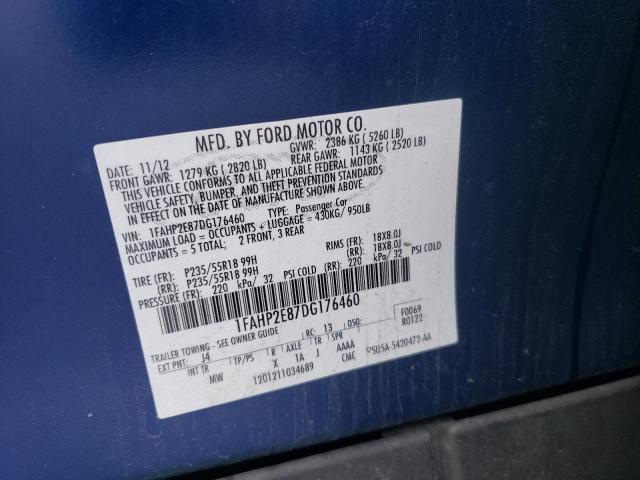 MFD. BY FORD MOTOR CO.
DATE: 11/12 GVWR: 2386 KG ( 5260 LB)
FRONT GAWR: 1279 KG ( 2820 LB) REAR GAWR: 1143 KG ( 2520 LB)
THIS VEHICLE CONFORMS TO ALL APPLICABLE FEDERAL MOTOR
VEHICLE SAFETY, BUMPER, AND THEFT PREVENTION STANDARDS
IN EFFECT ON THE DATE OF MANUFACTURE SHOWN ABOVE.
VIN: 1FAHP2E87DG176460 TYPE: Passenger Car
MAXIMUM LOAD = OCCUPANTS + LUGGAGE = 430KG/ 950LB
OCCUPANTS = 5 TOTAL; 2 FRONT, 3 REAR
TIRE (FR): P235/55R18 99H RIMS (FR): 18X8.0J
(RR): P235/55R18 99H (RR): 18X8.0J
PRESSURE (FR): 220 kPa/ 32 PSI COLD (RR): 220 kPa/ 32 PSI COLD
1FAHP2E87DG176460
TRAILER TOWING - SEE OWNER GUIDE RC: 13 DSO: F0069
R0122
EXT PNT: J4 INT TR TP/PS R AXLE TR SPR
MW X 1A J AAAA
1201211034689 CMC 5U5A-5420472-AA